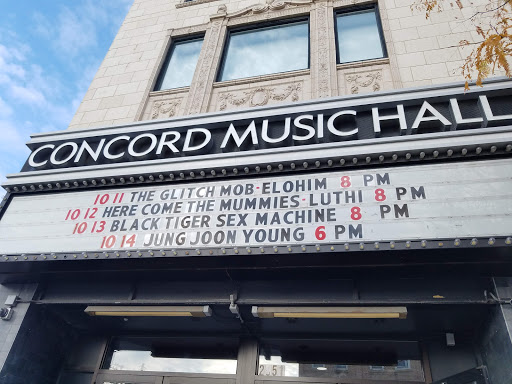 CONCORD MUSIC HALL
10 11 THE GLITCH MOB-ELOHIM 8 PM
10 12 HERE COME THE MUMMIES-LUTHI 8 PM
10 13 BLACK TIGER SEX MACHINE 8 PM
10 14 JUNG JOON YOUNG 6 PM